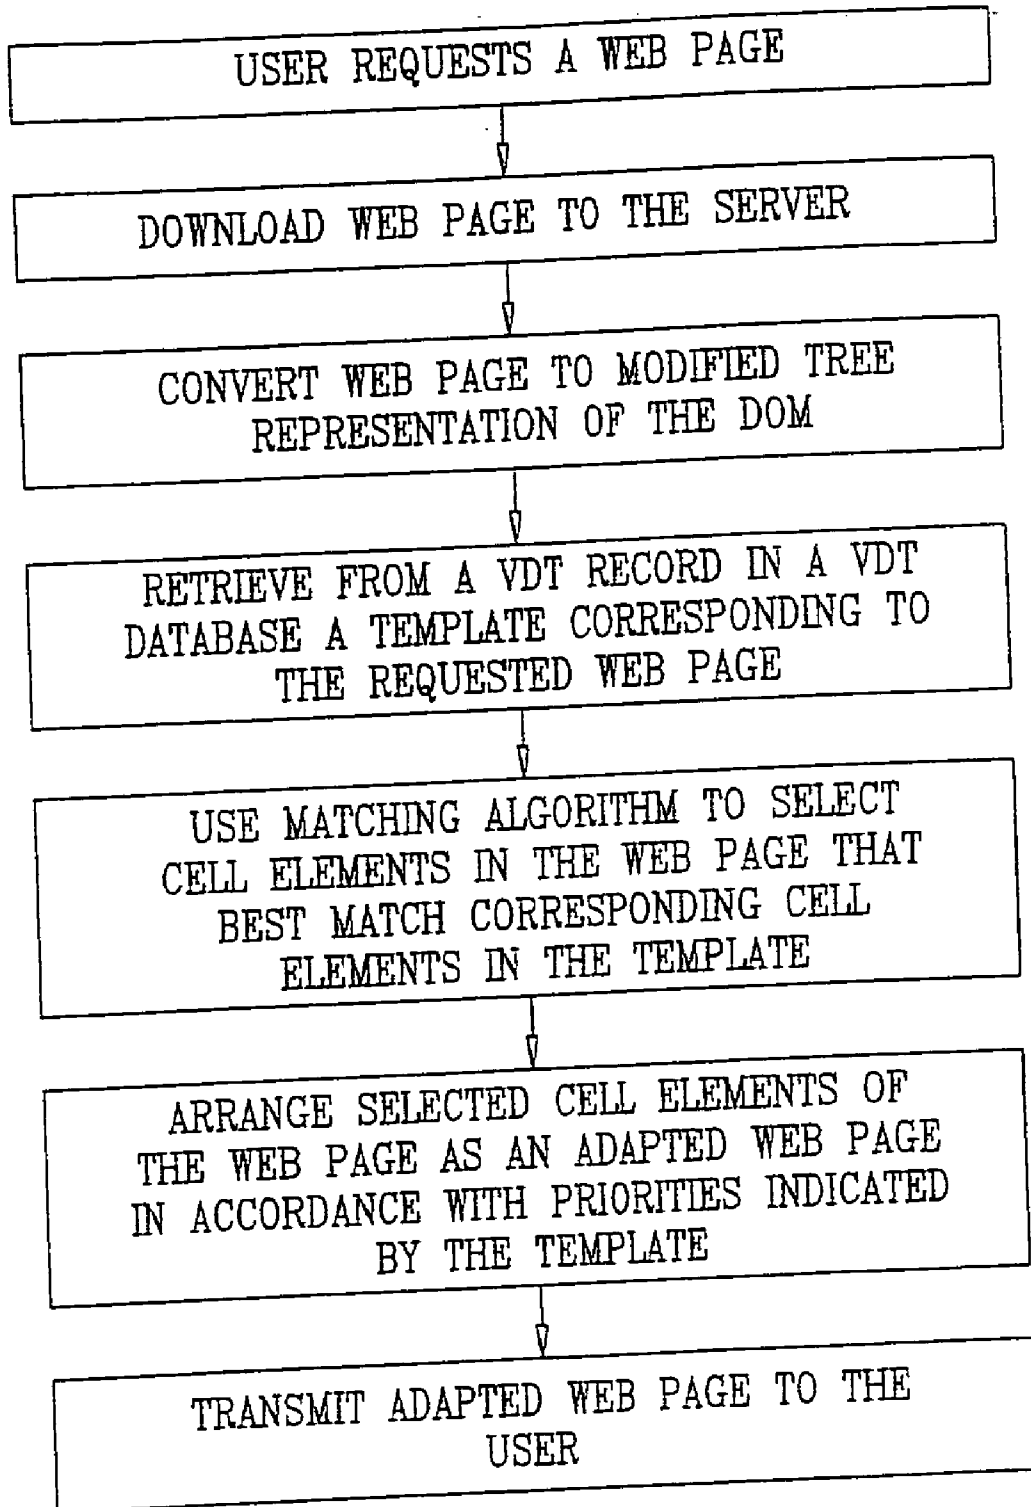 USER REQUESTS A WEB PAGE
DOWNLOAD WEB PAGE TO THE SERVER
CONVERT WEB PAGE TO MODIFIED TREE
REPRESENTATION OF THE DOM
RETRIEVE FROM A VDT RECORD IN A VDT
DATABASE A TEMPLATE CORRESPONDING TO
THE REQUESTED WEB PAGE
USE MATCHING ALGORITHM TO SELECT
CELL ELEMENTS IN THE WEB PAGE THAT
BEST MATCH CORRESPONDING CELL
ELEMENTS IN THE TEMPLATE
ARRANGE SELECTED CELL ELEMENTS OF
THE WEB PAGE AS AN ADAPTED WEB PAGE
IN ACCORDANCE WITH PRIORITIES INDICATED
BY THE TEMPLATE
TRANSMIT ADAPTED WEB PAGE TO THE
USER